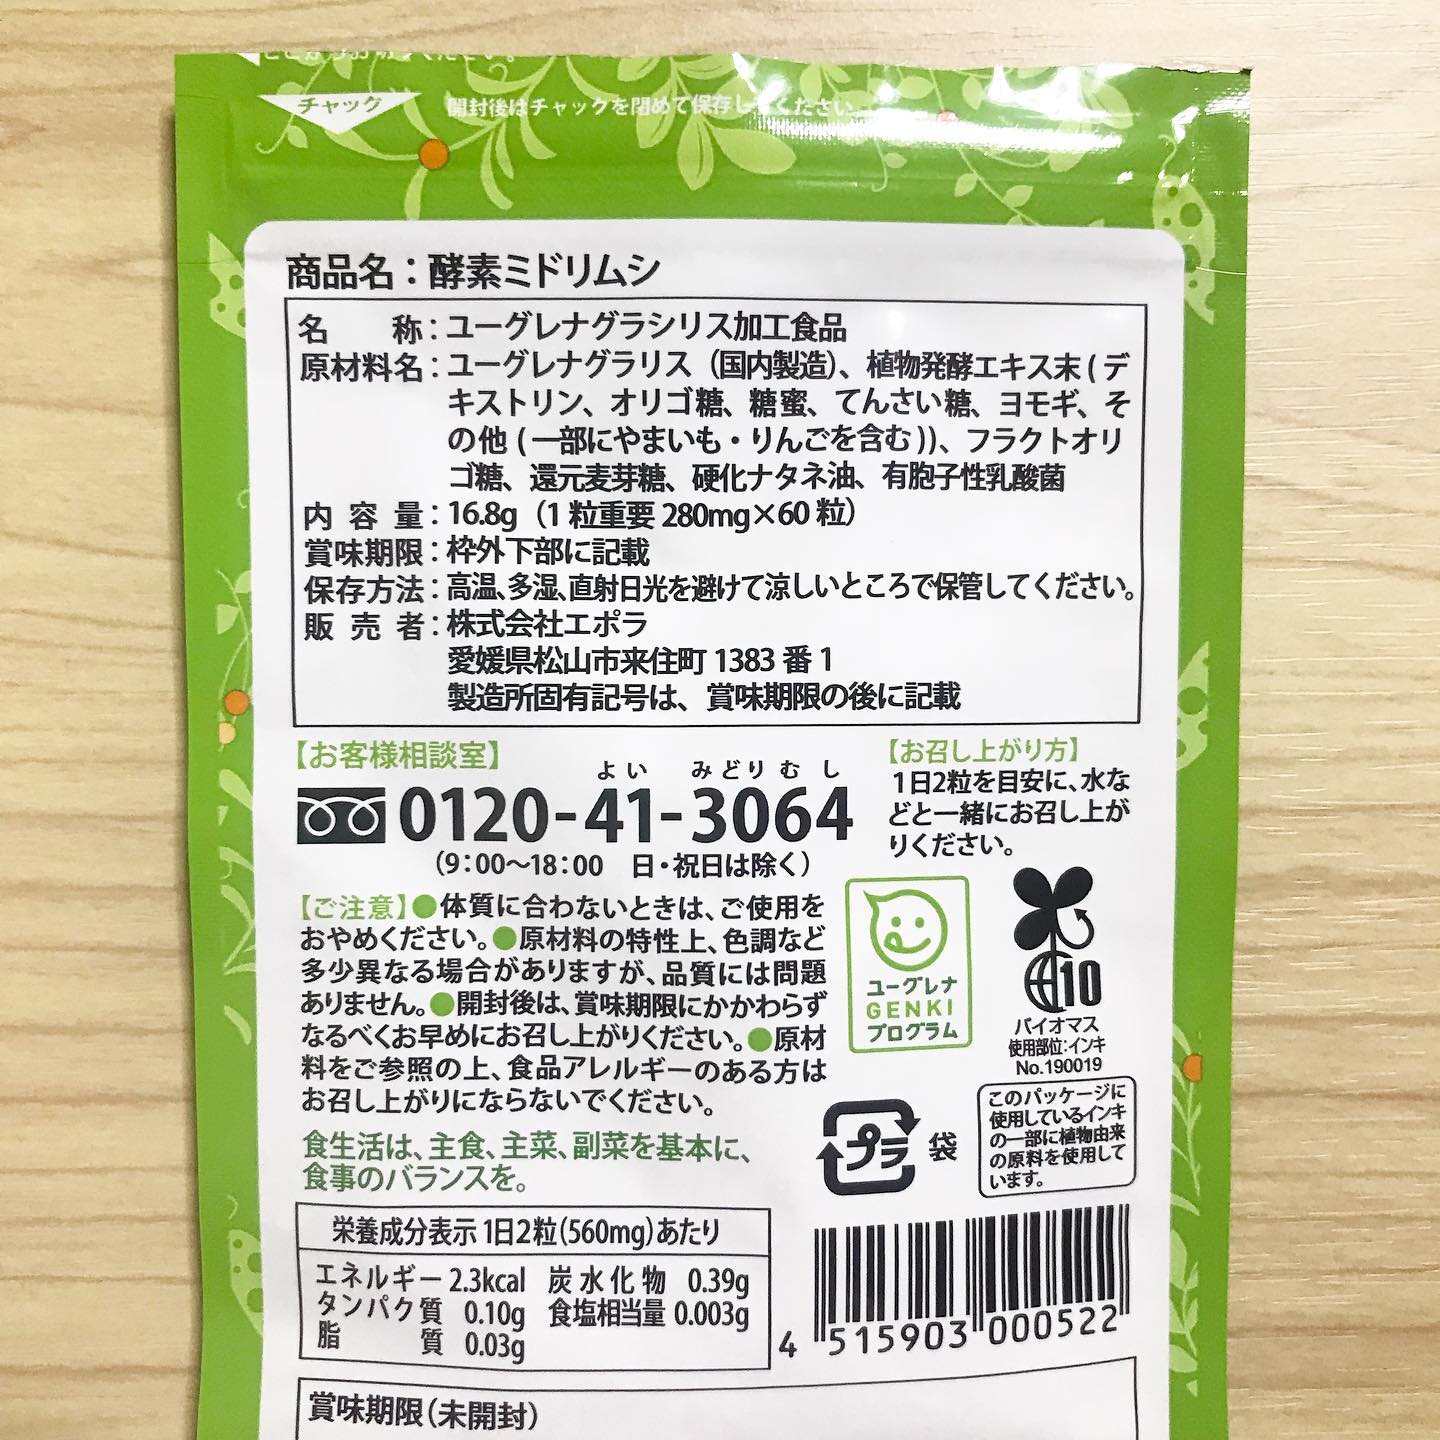 チャック
開封後はチャックを閉めて保存してください。
商品名：酵素ミドリムシ
名　　称：ユーグレナグラシリス加工食品
原材料名：ユーグレナグラリス（国内製造）、植物発酵エキス末(デ
キストリン、オリゴ糖、糖蜜、てんさい糖、ヨモギ、そ
の他(一部にやまいも・りんごを含む))、フラクトオリ
ゴ糖、還元麦芽糖、硬化ナタネ油、有胞子性乳酸菌
内容量：16.8g（1粒重要280mg×60粒）
賞味期限：枠外下部に記載
保存方法：高温、多湿、直射日光を避けて涼しいところで保管してください。
販売者：株式会社エポラ
愛媛県松山市来住町1383番1
製造所固有記号は、賞味期限の後に記載
【お客様相談室】
よい　みどりむし
0120-41-3064
（9：00〜18：00　日・祝日は除く）
【お召し上がり方】
1日2粒を目安に、水な
どと一緒にお召し上が
りください。
【ご注意】●体質に合わないときは、ご使用を
おやめください。●原材料の特性上、色調など
多少異なる場合がありますが、品質には問題
ありません。●開封後は、賞味期限にかかわらず
なるべくお早めにお召し上がりください。●原材
料をご参照の上、食品アレルギーのある方は
お召し上がりにならないでください。
食生活は、主食、主菜、副菜を基本に、
食事のバランスを。
ユーグレナ
GENKI
プログラム
10
バイオマス
使用部位：インキ
No.190019
このパッケージに
使用しているインキ
の一部に植物由来
の原料を使用して
います。
プラ
袋
栄養成分表示 1日2粒(560mg)あたり
エネルギー 2.3kcal　炭水化物 0.39g
タンパク質 0.10g　食塩相当量 0.003g
脂　　質 0.03g
4 515903 000522
賞味期限（未開封）